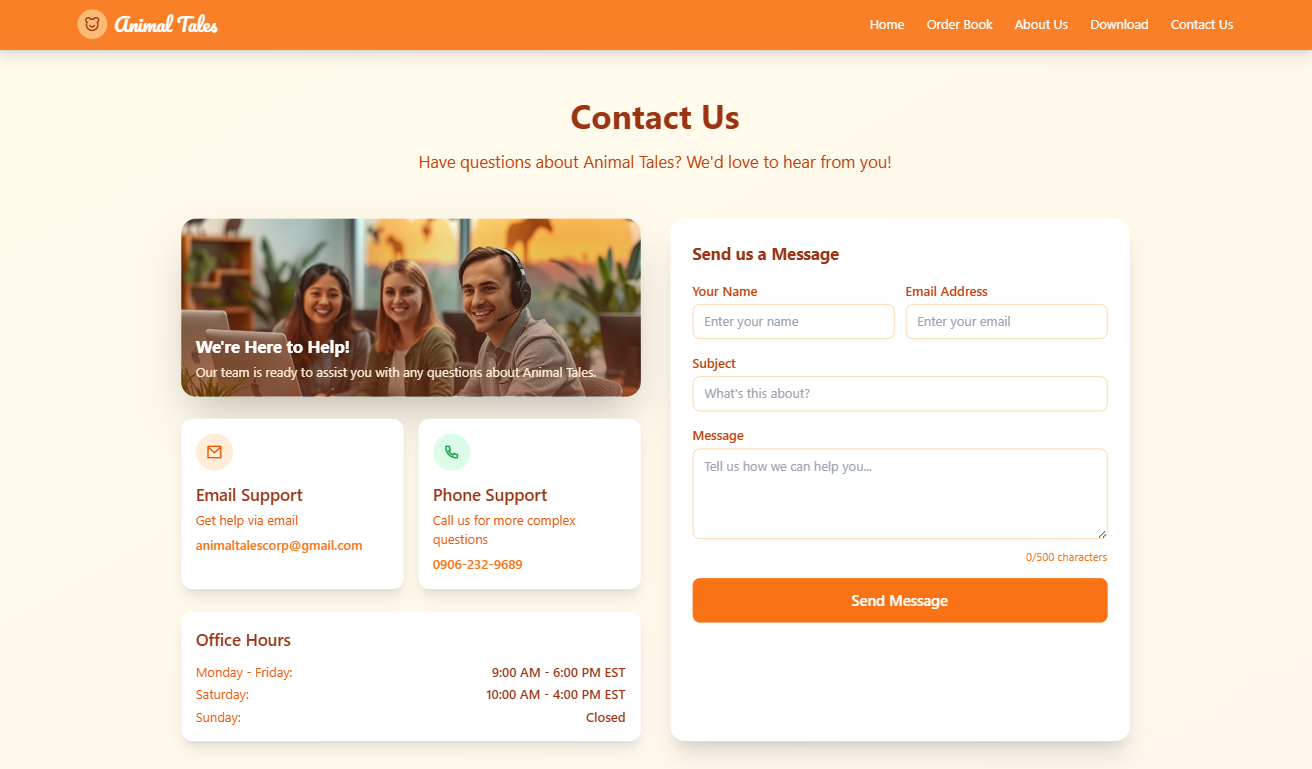 Animal Tales
Home
Order Book
About Us
Download
Contact Us
Contact Us
Have questions about Animal Tales? We'd love to hear from you!
We're Here to Help!
Our team is ready to assist you with any questions about Animal Tales.
Email Support
Get help via email
animaltalescorp@gmail.com
Phone Support
Call us for more complex
questions
0906-232-9689
Office Hours
Monday - Friday: 9:00 AM - 6:00 PM EST
Saturday: 10:00 AM - 4:00 PM EST
Sunday: Closed
Send us a Message
Your Name
Enter your name
Email Address
Enter your email
Subject
What's this about?
Message
Tell us how we can help you...
0/500 characters
Send Message